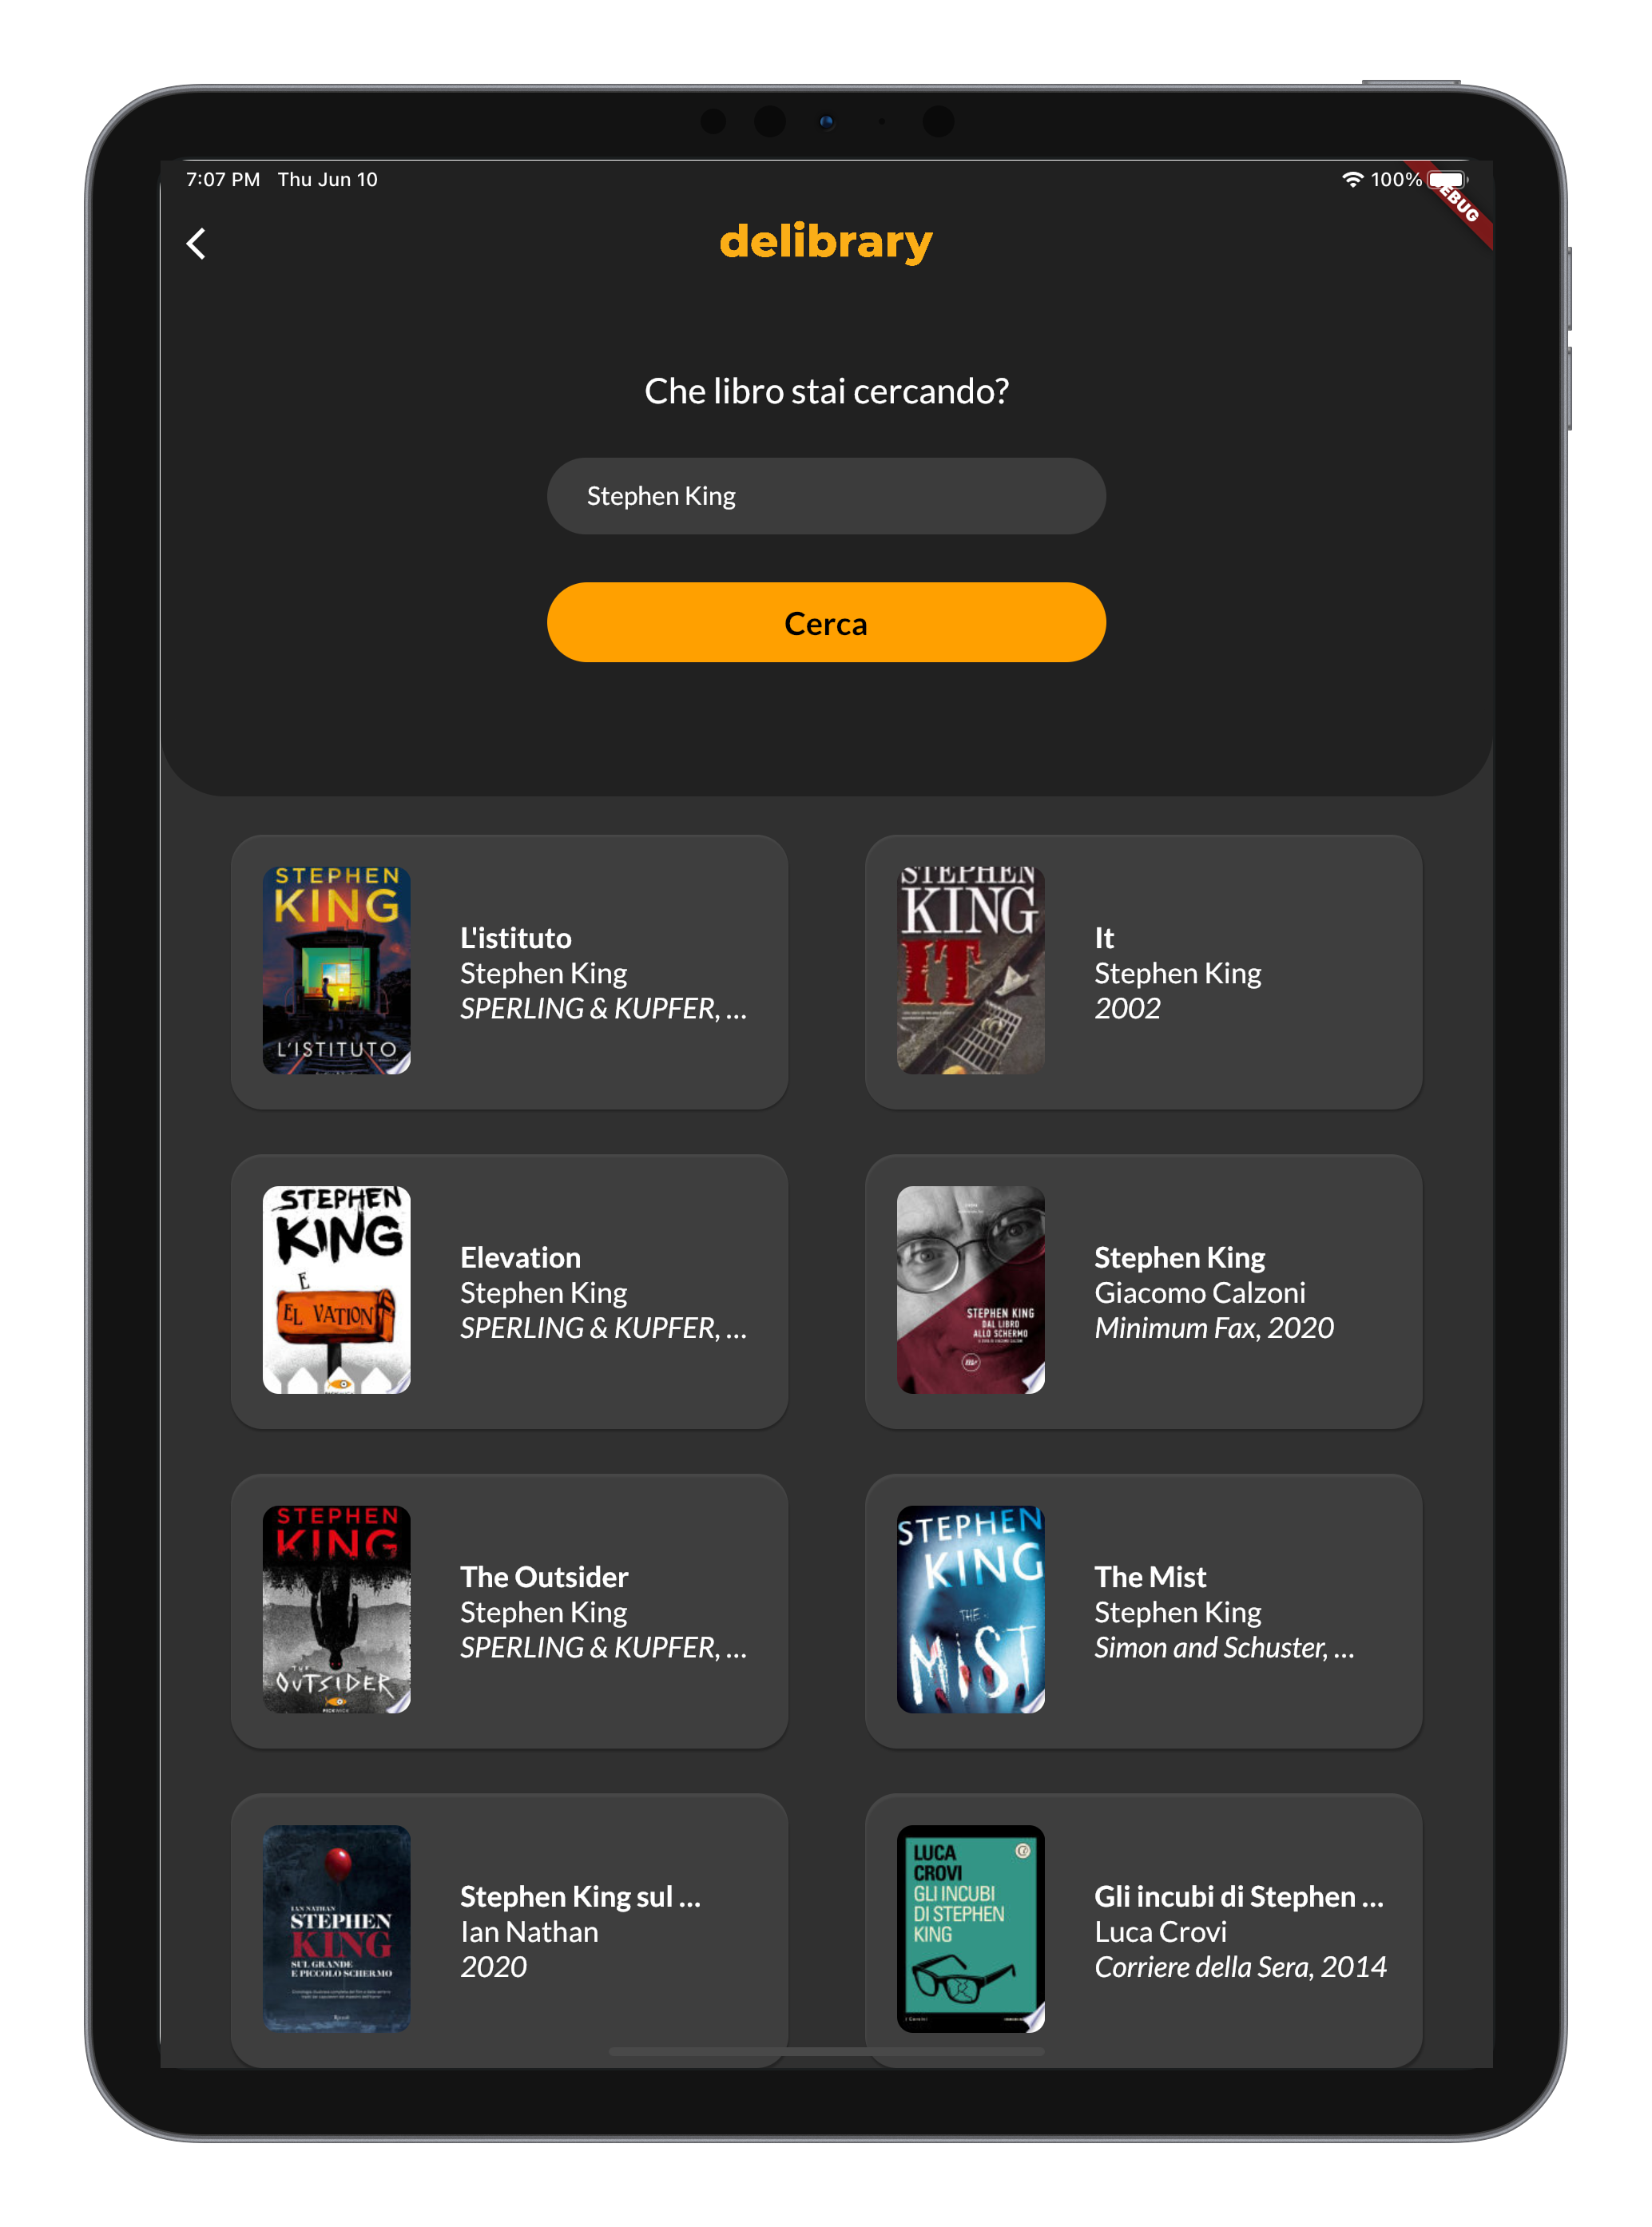 7:07 PM Thu Jun 10
100%
EBUG
delibrary
Che libro stai cercando?
Stephen King
Cerca
STEPHEN
KING
L'ISTITUTO
L'istituto
Stephen King
SPERLING & KUPFER, ...
STEPHEN
KING
IT
It
Stephen King
2002
STEPHEN
KING
E
EL VATION
Elevation
Stephen King
SPERLING & KUPFER, ...
STEPHEN KING
DAL LIBRO
ALLO SCHERMO
Stephen King
Giacomo Calzoni
Minimum Fax, 2020
STEPHEN
KING
THE
OUTSIDER
PICKWICK
The Outsider
Stephen King
SPERLING & KUPFER, ...
STEPHEN
KING
THE
MiST
The Mist
Stephen King
Simon and Schuster, ...
IAN NATHAN
STEPHEN
KING
SUL GRANDE
E PICCOLO SCHERMO
Stephen King sul ...
Ian Nathan
2020
LUCA
CROVI
GLI INCUBI
DI STEPHEN
KING
Gli incubi di Stephen ...
Luca Crovi
Corriere della Sera, 2014